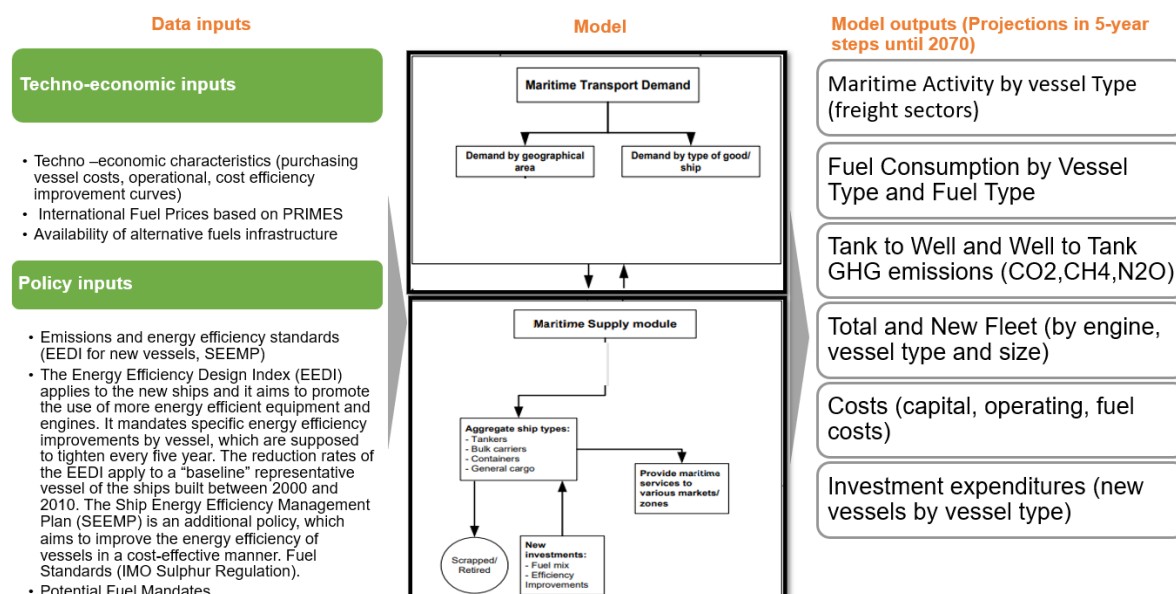 Data inputs
Techno-economic inputs
• Techno –economic characteristics (purchasing
vessel costs, operational, cost efficiency
improvement curves)
• International Fuel Prices based on PRIMES
• Availability of alternative fuels infrastructure
Policy inputs
• Emissions and energy efficiency standards
(EEDI for new vessels, SEEMP)
• The Energy Efficiency Design Index (EEDI)
applies to the new ships and it aims to promote
the use of more energy efficient equipment and
engines. It mandates specific energy efficiency
improvements by vessel, which are supposed
to tighten every five year. The reduction rates of
the EEDI apply to a “baseline” representative
vessel of the ships built between 2000 and
2010. The Ship Energy Efficiency Management
Plan (SEEMP) is an additional policy, which
aims to improve the energy efficiency of
vessels in a cost-effective manner. Fuel
Standards (IMO Sulphur Regulation).
• Potential Fuel Mandates
Model
Maritime Transport Demand
Demand by geographical
area
Demand by type of good/
ship
Maritime Supply module
Aggregate ship types:
- Tankers
- Bulk carriers
- Containers
- General cargo
Provide maritime
services to
various markets/
zones
Scrapped/
Retired
New
investments:
- Fuel mix
- Efficiency
Improvements
Model outputs (Projections in 5-year
steps until 2070)
Maritime Activity by vessel Type
(freight sectors)
Fuel Consumption by Vessel
Type and Fuel Type
Tank to Well and Well to Tank
GHG emissions (CO2,CH4,N2O)
Total and New Fleet (by engine,
vessel type and size)
Costs (capital, operating, fuel
costs)
Investment expenditures (new
vessels by vessel type)